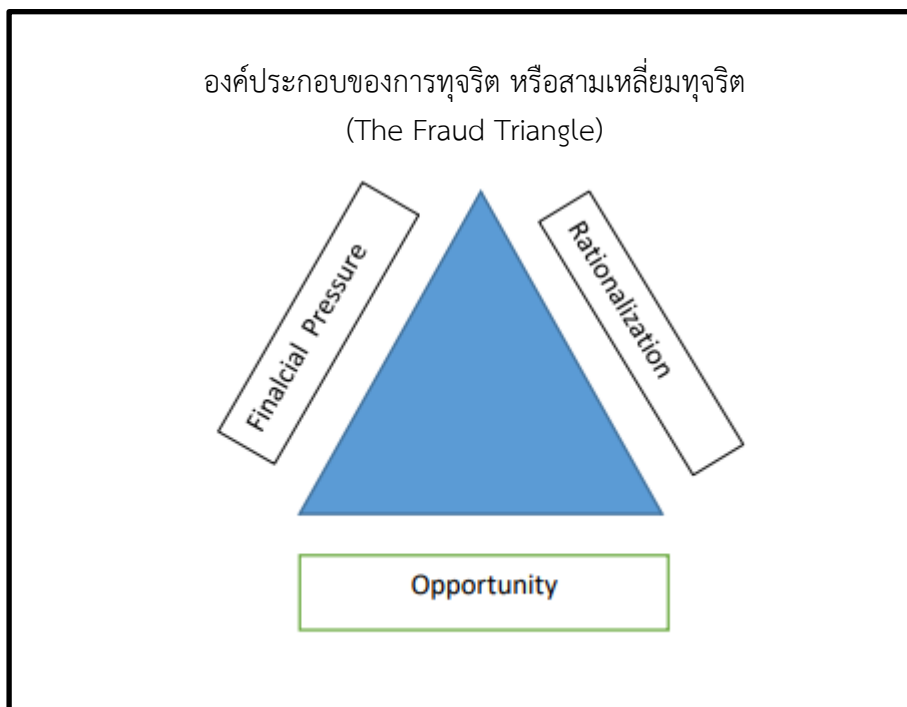 องค์ประกอบของการทุจริต หรือสามเหลี่ยมทุจริต
(The Fraud Triangle)
Finalcial Pressure
Rationalization
Opportunity